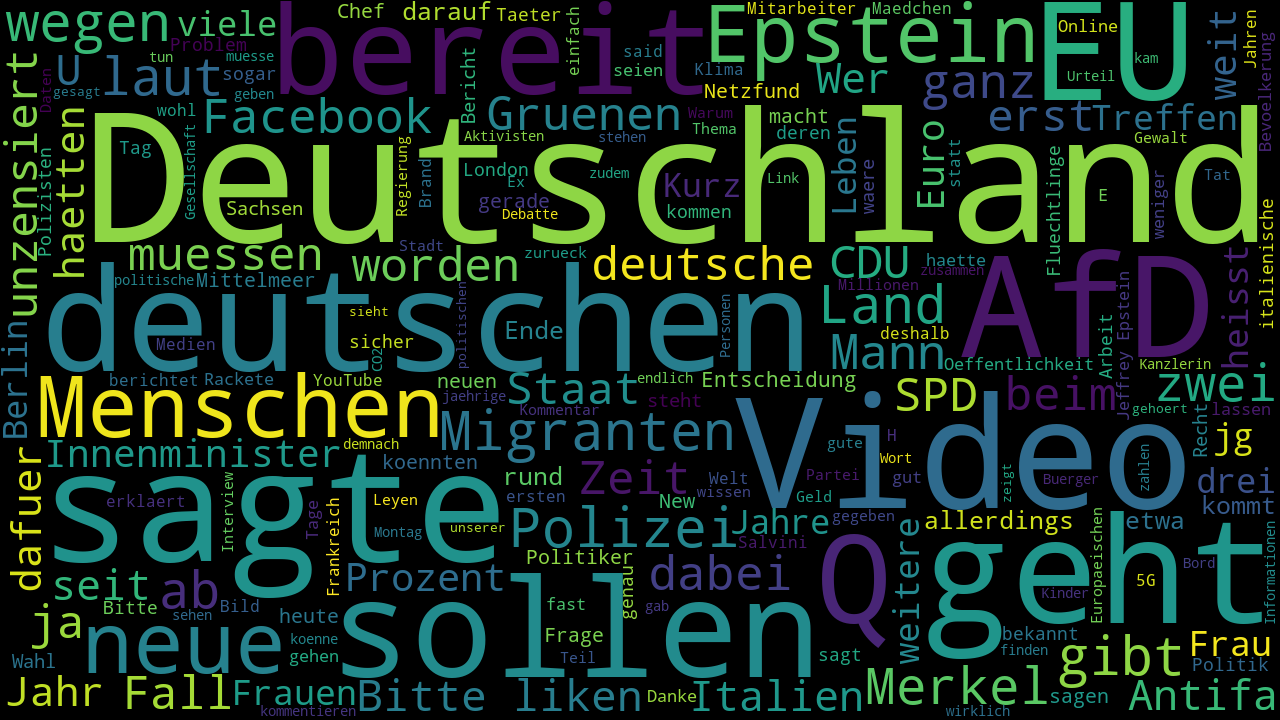 wegen viele Chef darauf Taeter Mitarbeiter Maedchen
Problem bereit einfach Epstein EU Online Jahren
U laut tun muesse said Wer ganz kam weit
gesagt sogar seien Klima Urteil
Daten wohl geben Bericht Netzfund Bevoelkerung
unzensiert haetten Facebook Gruenen Warum macht erst Treffen
Tag Aktivisten stehen Thema deren Gewalt
Deutschland
Polizisten Gesellschaft Regierung Brand London Ex zudem Link Leben waere Euro statt E Tat
Sachsen gerade Debatte Kurz kommen Fluechtlinge weniger italienische
muessen worden Stadt zurueck deutsche CDU haette AfD heisst
politische Mittelmeer Millionen zusammen
deutschen
sieht politischen Ende Personen Land deshalb
Medien sicher CO2 Mann Oeffentlichkeit Arbeit Jeffrey Epstein Kanzlerin
Berlin berichtet Rackete YouTube neuen endlich Entscheidung zwei
Menschen jaehrige Staat steht SPD beim gehoert lassen
Kommentar Migranten Video gute H Recht jg
Innenminister demnach Wort
koennten rund Zeit Welt Partei gut Buerger drei
dafuer erklaert Interview sagte Leyen ersten New wissen Geld zeigt zahlen kommt
Tage Frankreich Montag unserer Polizei Jahre gegeben allerdings etwa
Salvini Q geht Europaeischen Informationen
seit ab Prozent Politiker genau dabei weitere 5G Bord
Bitte Bild sollen fast gab Kinder
ja sehen heute Frage bekannt
neue koenne sagt finden gibt Frau
Wahl gehen Teil Politik
Jahr Fall Frauen Bitte liken Danke Italien Merkel sagen Antifa
kommentieren wirklich